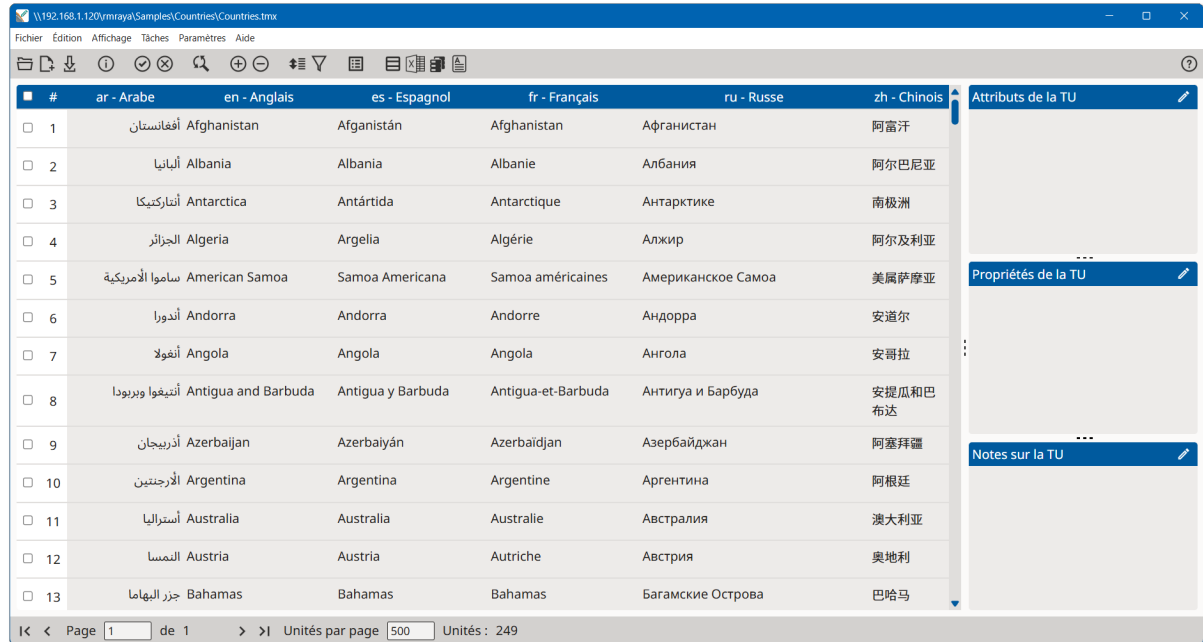 \\192.168.1.120\rmraya\Samples\Countries\Countries.tmx
Fichier Édition Affichage Tâches Paramètres Aide
# ar - Arabe en - Anglais es - Espagnol fr - Français ru - Russe zh - Chinois Attributs de la TU
1 أفغانستان Afghanistan Afganistán Afghanistan Афганистан 阿富汗
2 ألبانيا Albania Albania Albanie Албания 阿尔巴尼亚
3 أنتاركتيكا Antarctica Antártida Antarctique Антарктике 南极洲
4 الجزائر Algeria Argelia Algérie Алжир 阿尔及利亚
5 ساموا الأمريكية American Samoa Samoa Americana Samoa américaines Американское Самоа 美属萨摩亚
Propriétés de la TU
6 أندورا Andorra Andorra Andorre Андорра 安道尔
7 أنغولا Angola Angola Angola Ангола 安哥拉
8 أنتيغوا وبربودا Antigua and Barbuda Antigua y Barbuda Antigua-et-Barbuda Антигуа и Барбуда 安提瓜和巴
布达
9 أذربيجان Azerbaijan Azerbaiyán Azerbaïdjan Азербайджан 阿塞拜疆
Notes sur la TU
10 الأرجنتين Argentina Argentina Argentine Аргентина 阿根廷
11 أستراليا Australia Australia Australie Австралия 澳大利亚
12 النمسا Austria Austria Autriche Австрия 奥地利
13 جزر البهاما Bahamas Bahamas Bahamas Багамские Острова 巴哈马
Page 1 de 1 Unités par page 500 Unités : 249